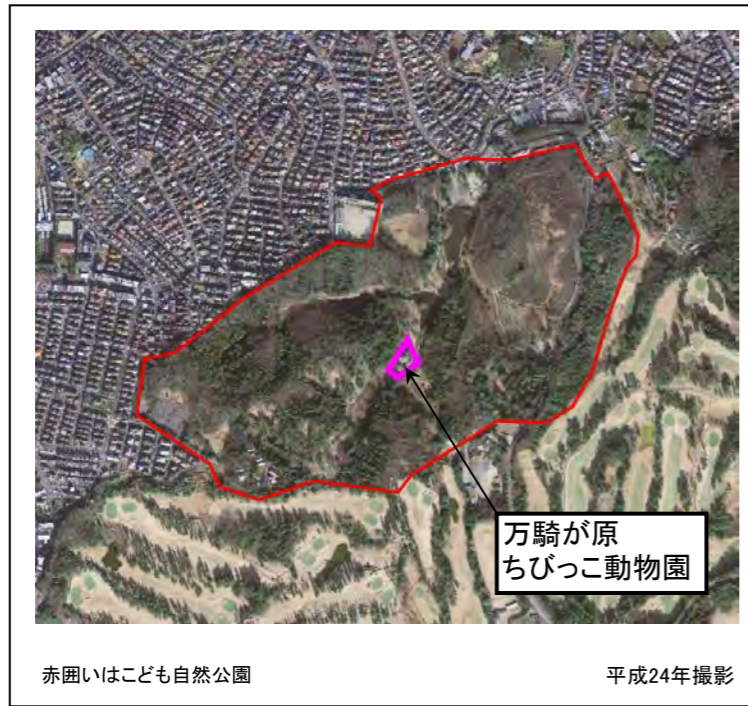 万騎が原
ちびっこ動物園
赤囲いはこども自然公園
平成24年撮影